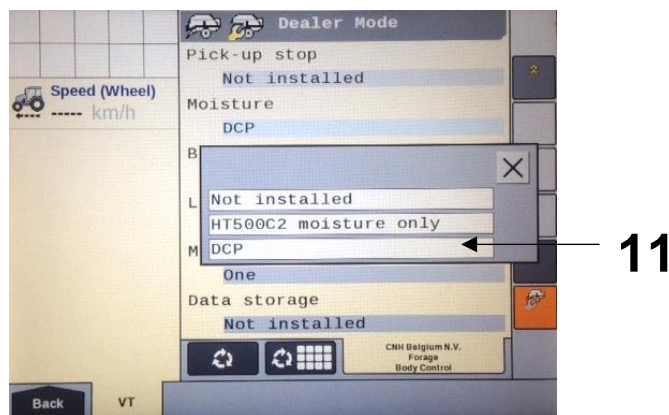 Dealer Mode
Pick-up stop
Not installed
Speed (Wheel)
----- km/h
Moisture
DCP
B
Not installed
L
HT500C2 moisture only
M
DCP
11
One
Data storage
Not installed
CNH Belgium N.V.
Forage
Body Control
Back
VT